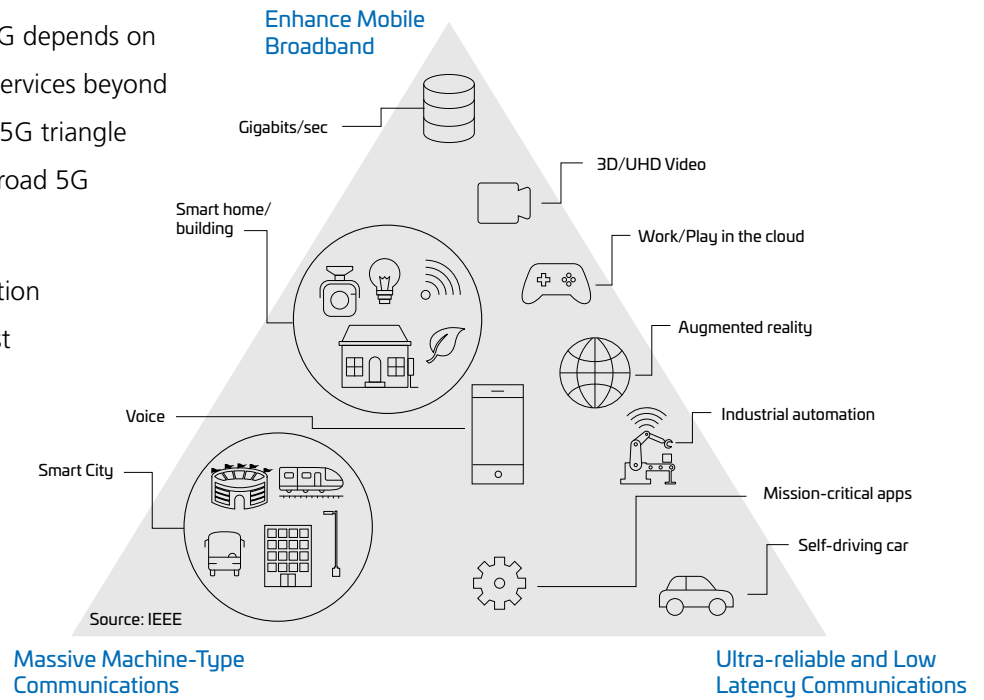 G depends on
ervices beyond
5G triangle
road 5G
tion
st
Enhance Mobile
Broadband
Gigabits/sec
3D/UHD Video
Smart home/
building
Work/Play in the cloud
Augmented reality
Voice
Industrial automation
Smart City
Mission-critical apps
Self-driving car
Source: IEEE
Massive Machine-Type
Communications
Ultra-reliable and Low
Latency Communications